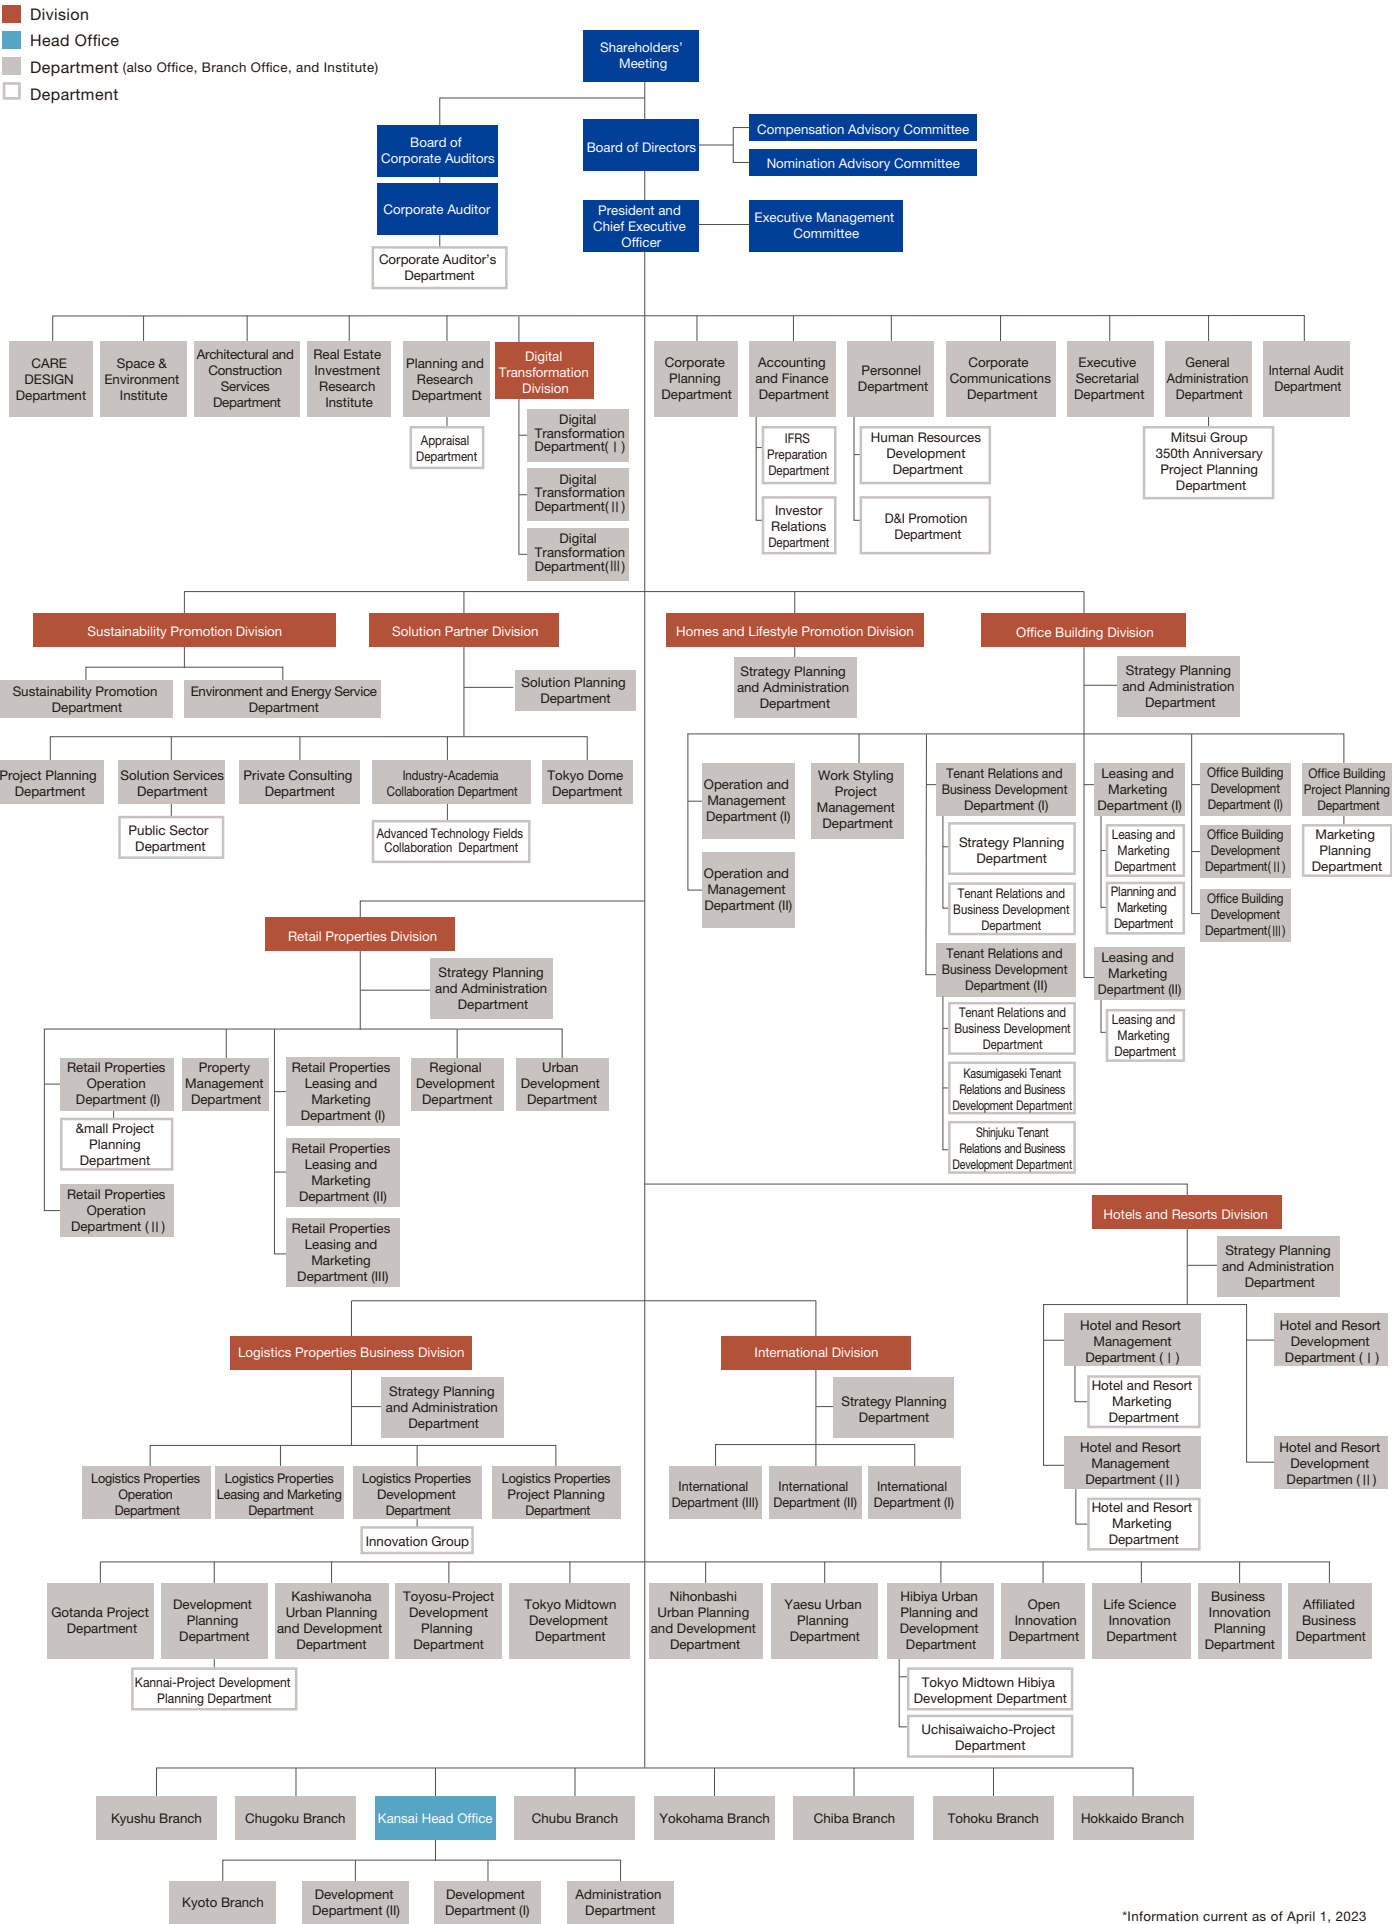 Division
Head Office
Department (also Office, Branch Office, and Institute)
Department
Shareholders'
Meeting
Board of
Corporate Auditors
Board of Directors
Compensation Advisory Committee
Nomination Advisory Committee
Corporate Auditor
President and
Chief Executive
Officer
Executive Management
Committee
Corporate Auditor's
Department
CARE
DESIGN
Department
Space &
Environment
Institute
Architectural and
Construction
Services
Department
Real Estate
Investment
Research
Institute
Planning and
Research
Department
Appraisal
Department
Digital
Transformation
Division
Digital
Transformation
Department( I )
Digital
Transformation
Department(II)
Digital
Transformation
Department(III)
Corporate
Planning
Department
Accounting
and Finance
Department
IFRS
Preparation
Department
Investor
Relations
Department
Personnel
Department
Human Resources
Development
Department
D&I Promotion
Department
Corporate
Communications
Department
Executive
Secretarial
Department
General
Administration
Department
Mitsui Group
350th Anniversary
Project Planning
Department
Internal Audit
Department
Sustainability Promotion Division
Sustainability Promotion
Department
Environment and Energy Service
Department
Solution Partner Division
Solution Planning
Department
Project Planning
Department
Solution Services
Department
Public Sector
Department
Private Consulting
Department
Industry-Academia
Collaboration Department
Advanced Technology Fields
Collaboration Department
Tokyo Dome
Department
Homes and Lifestyle Promotion Division
Strategy Planning
and Administration
Department
Office Building Division
Strategy Planning
and Administration
Department
Operation and
Management
Department (I)
Operation and
Management
Department (II)
Work Styling
Project
Management
Department
Tenant Relations and
Business Development
Department (I)
Strategy Planning
Department
Tenant Relations and
Business Development
Department
Tenant Relations and
Business Development
Department (II)
Tenant Relations and
Business Development
Department
Kasumigaseki Tenant
Relations and Business
Development Department
Shinjuku Tenant
Relations and Business
Development Department
Leasing and
Marketing
Department (I)
Leasing and
Marketing
Department
Planning and
Marketing
Department
Leasing and
Marketing
Department (II)
Leasing and
Marketing
Department
Office Building
Development
Department (I)
Office Building
Development
Department(II)
Office Building
Development
Department(III)
Office Building
Project Planning
Department
Marketing
Planning
Department
Retail Properties Division
Strategy Planning
and Administration
Department
Retail Properties
Operation
Department (I)
&mall Project
Planning
Department
Retail Properties
Operation
Department (II)
Property
Management
Department
Retail Properties
Leasing and
Marketing
Department (I)
Retail Properties
Leasing and
Marketing
Department (II)
Retail Properties
Leasing and
Marketing
Department (III)
Regional
Development
Department
Urban
Development
Department
Hotels and Resorts Division
Strategy Planning
and Administration
Department
Hotel and Resort
Management
Department ( I )
Hotel and Resort
Marketing
Department
Hotel and Resort
Management
Department (II)
Hotel and Resort
Marketing
Department
Hotel and Resort
Development
Department ( I )
Hotel and Resort
Development
Departmen (II)
Logistics Properties Business Division
Strategy Planning
and Administration
Department
Logistics Properties
Operation
Department
Logistics Properties
Leasing and Marketing
Department
Logistics Properties
Development
Department
Innovation Group
Logistics Properties
Project Planning
Department
International Division
Strategy Planning
Department
International
Department (III)
International
Department (II)
International
Department (I)
Gotanda Project
Department
Development
Planning
Department
Kannai-Project Development
Planning Department
Kashiwanoha
Urban Planning
and Development
Department
Toyosu-Project
Development
Planning
Department
Tokyo Midtown
Development
Department
Nihonbashi
Urban Planning
and Development
Department
Yaesu Urban
Planning
Department
Hibiya Urban
Planning and
Development
Department
Tokyo Midtown Hibiya
Development Department
Uchisaiwaicho-Project
Department
Open
Innovation
Department
Life Science
Innovation
Department
Business
Innovation
Planning
Department
Affiliated
Business
Department
Kyushu Branch
Chugoku Branch
Kansai Head Office
Chubu Branch
Yokohama Branch
Chiba Branch
Tohoku Branch
Hokkaido Branch
Kyoto Branch
Development
Department (II)
Development
Department (I)
Administration
Department
*Information current as of April 1, 2023